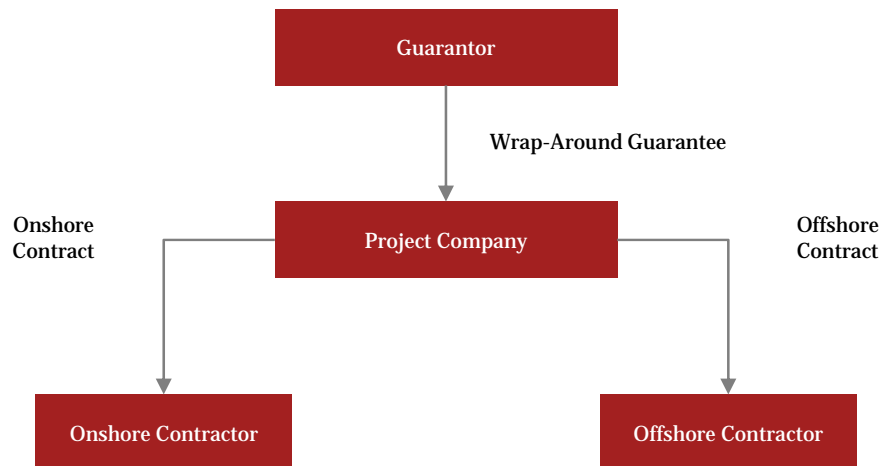 Guarantor
Wrap-Around Guarantee
Onshore
Contract
Project Company
Offshore
Contract
Onshore Contractor
Offshore Contractor